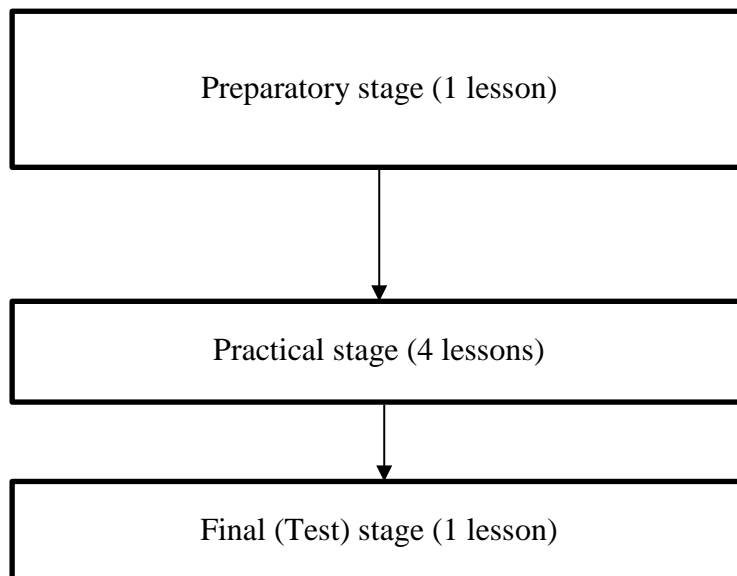 Preparatory stage (1 lesson)
Practical stage (4 lessons)
Final (Test) stage (1 lesson)